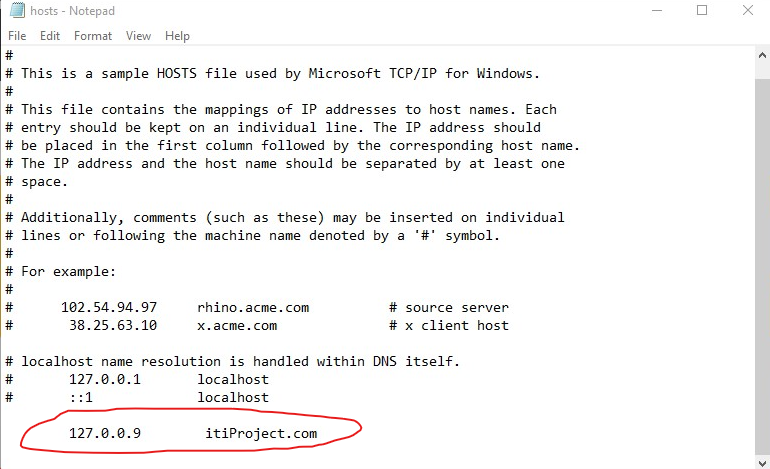 hosts - Notepad
File Edit Format View Help
#
# This is a sample HOSTS file used by Microsoft TCP/IP for Windows.
#
# This file contains the mappings of IP addresses to host names. Each
# entry should be kept on an individual line. The IP address should
# be placed in the first column followed by the corresponding host name.
# The IP address and the host name should be separated by at least one
# space.
#
# Additionally, comments (such as these) may be inserted on individual
# lines or following the machine name denoted by a '#' symbol.
#
# For example:
#
#      102.54.94.97     rhino.acme.com          # source server
#       38.25.63.10     x.acme.com              # x client host

# localhost name resolution is handled within DNS itself.
#       127.0.0.1       localhost
#       ::1             localhost

        127.0.0.9        itiProject.com